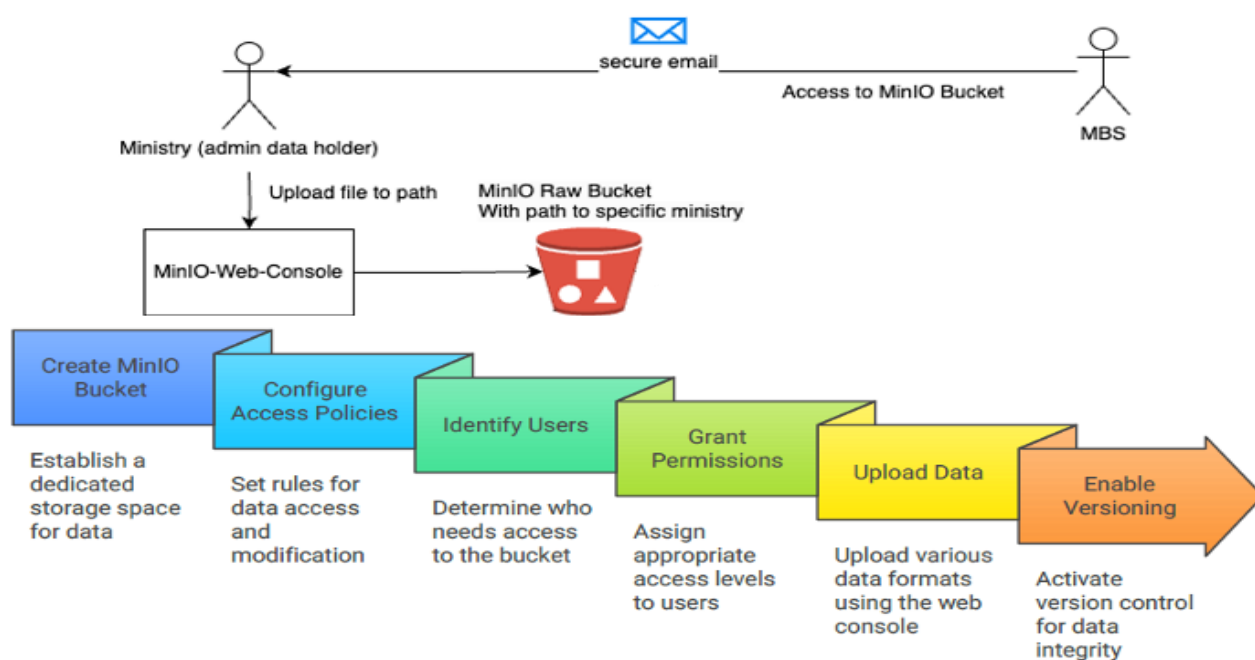 secure email
Access to MinIO Bucket
Ministry (admin data holder)
MBS
Upload file to path
MinIO Raw Bucket
With path to specific ministry
MinIO-Web-Console
Create MinIO
Bucket
Establish a
dedicated
storage space
for data
Configure
Access Policies
Set rules for
data access
and
modification
Identify Users
Determine who
needs access
to the bucket
Grant
Permissions
Assign
appropriate
access levels
to users
Upload Data
Upload various
data formats
using the web
console
Enable
Versioning
Activate
version control
for data
integrity